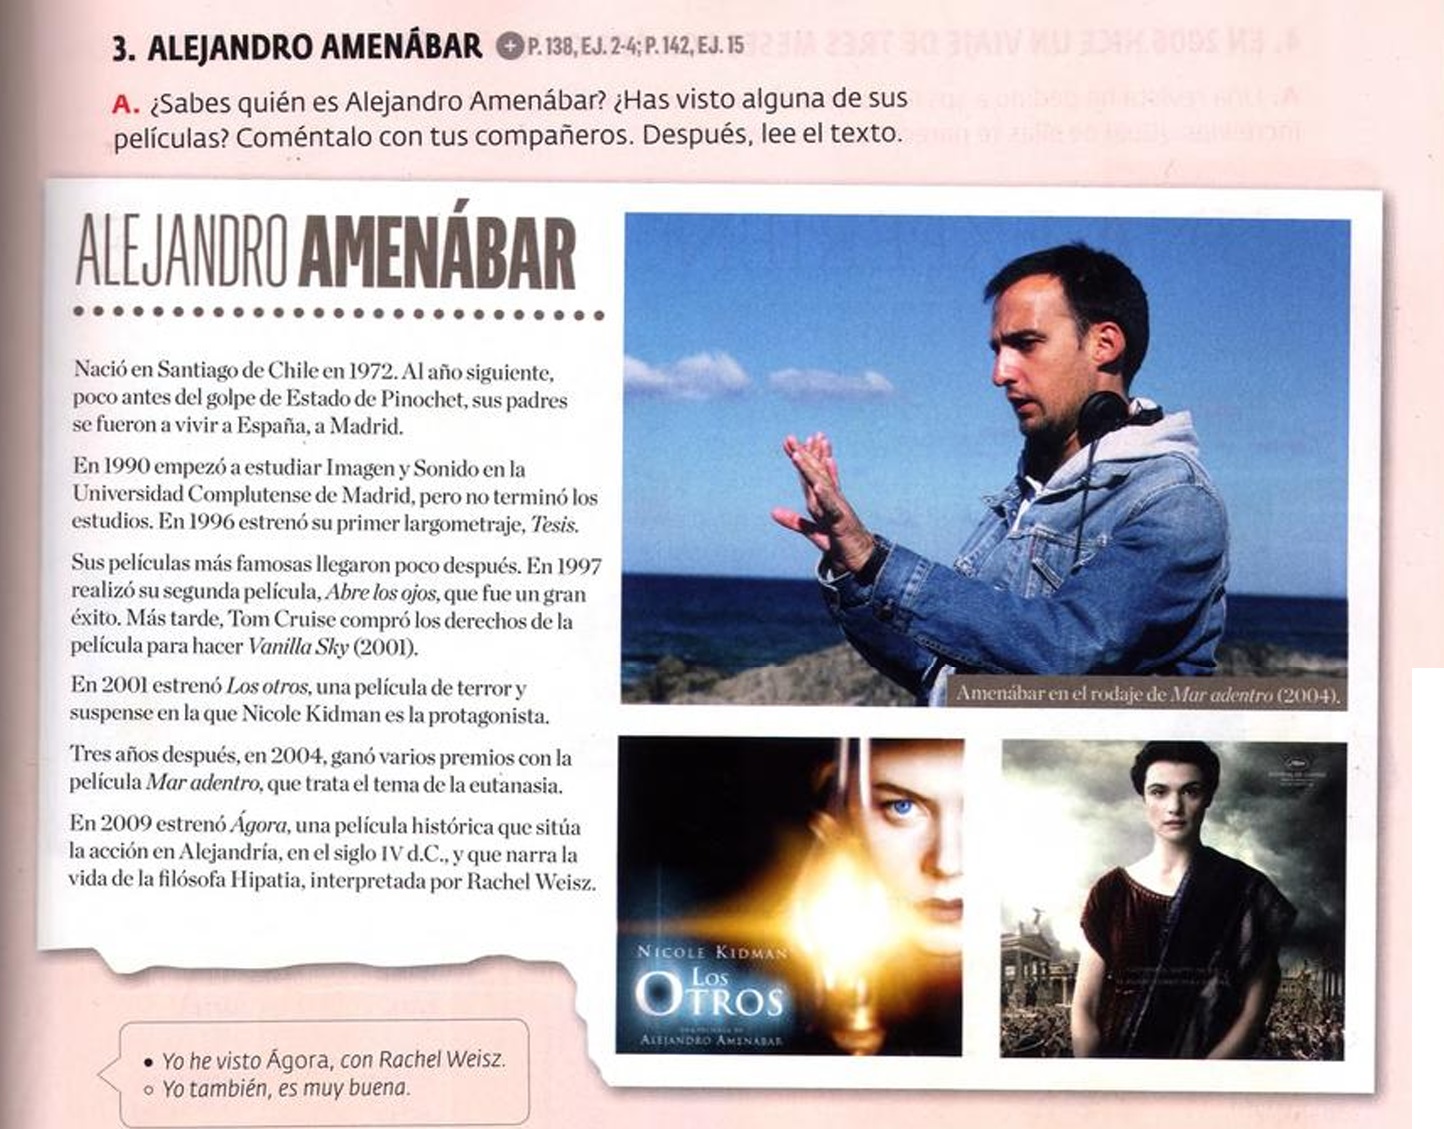 3. ALEJANDRO AMENÁBAR + P. 138, EJ. 2-4; P. 142, EJ. 15
A. ¿Sabes quién es Alejandro Amenábar? ¿Has visto alguna de sus
películas? Coméntalo con tus compañeros. Después, lee el texto.
ALEJANDRO AMENÁBAR
Nació en Santiago de Chile en 1972. Al año siguiente,
poco antes del golpe de Estado de Pinochet, sus padres
se fueron a vivir a España, a Madrid.
En 1990 empezó a estudiar Imagen y Sonido en la
Universidad Complutense de Madrid, pero no terminó los
estudios. En 1996 estrenó su primer largometraje, Tesis.
Sus películas más famosas llegaron poco después. En 1997
realizó su segunda película, Abre los ojos, que fue un gran
éxito. Más tarde, Tom Cruise compró los derechos de la
película para hacer Vanilla Sky (2001).
En 2001 estrenó Los otros, una película de terror y
suspense en la que Nicole Kidman es la protagonista.
Tres años después, en 2004, ganó varios premios con la
película Mar adentro, que trata el tema de la eutanasia.
En 2009 estrenó Ágora, una película histórica que sitúa
la acción en Alejandría, en el siglo IV d.C., y que narra la
vida de la filósofa Hipatia, interpretada por Rachel Weisz.
Amenábar en el rodaje de Mar adentro (2004).
NICOLE KIDMAN
LOS
OTROS
UNA PELÍCULA DE
ALEJANDRO AMENÁBAR
• Yo he visto Ágora, con Rachel Weisz.
○ Yo también, es muy buena.